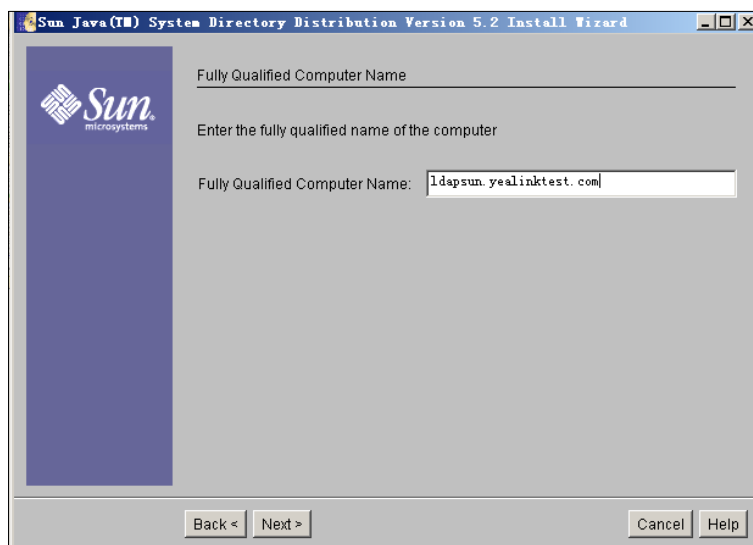 Sun Java(TM) System Directory Distribution Version 5.2 Install Wizard
Sun
microsystems
Fully Qualified Computer Name
Enter the fully qualified name of the computer
Fully Qualified Computer Name: ldapsun.yealinktest.com
Back < Next > Cancel Help